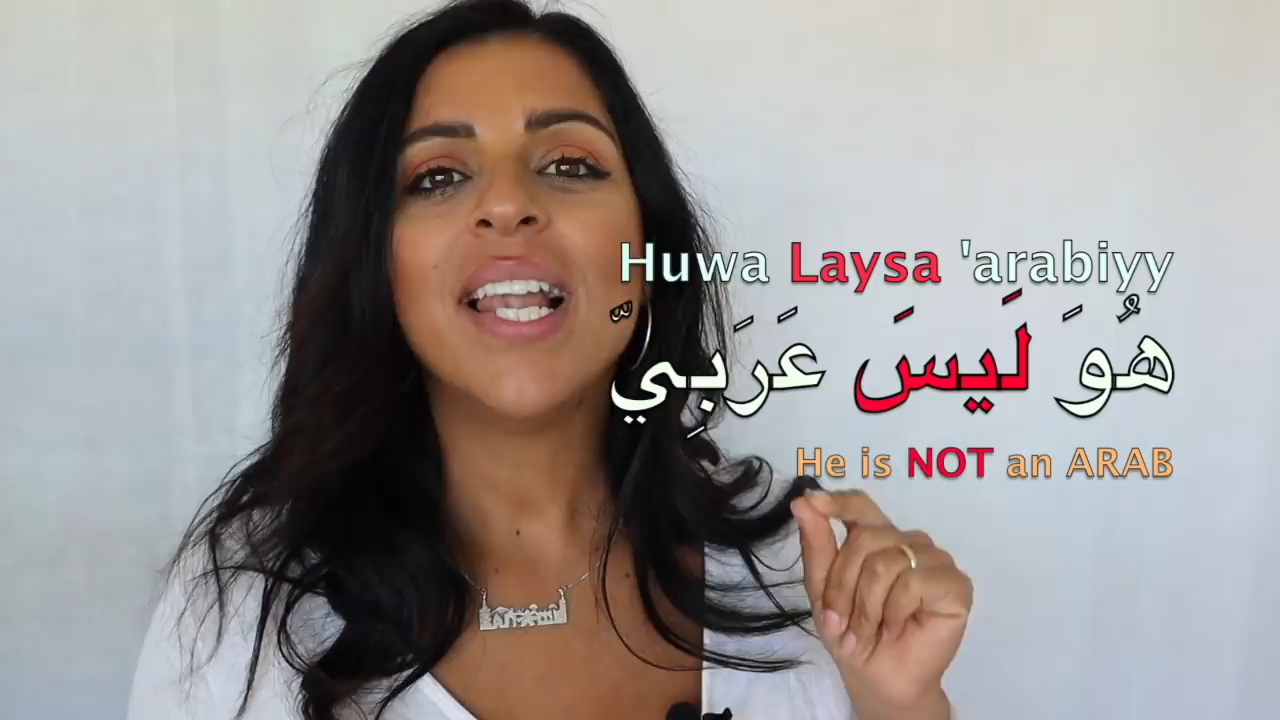 Huwa Laysa 'arabiyy
هُوَ لَيسَ عَرَبِيّ
He is NOT an ARAB